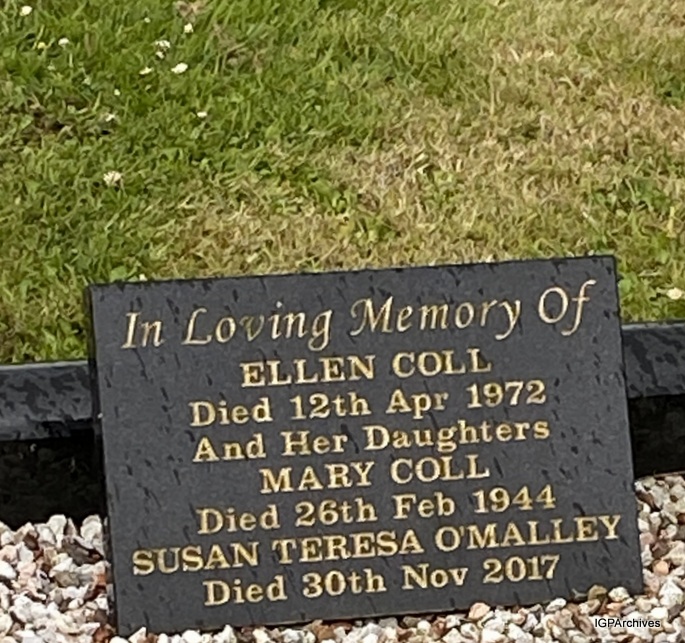 In Loving Memory Of
ELLEN COLL
Died 12th Apr 1972
And Her Daughters
MARY COLL
Died 26th Feb 1944
SUSAN TERESA O'MALLEY
Died 30th Nov 2017
IGPArchives